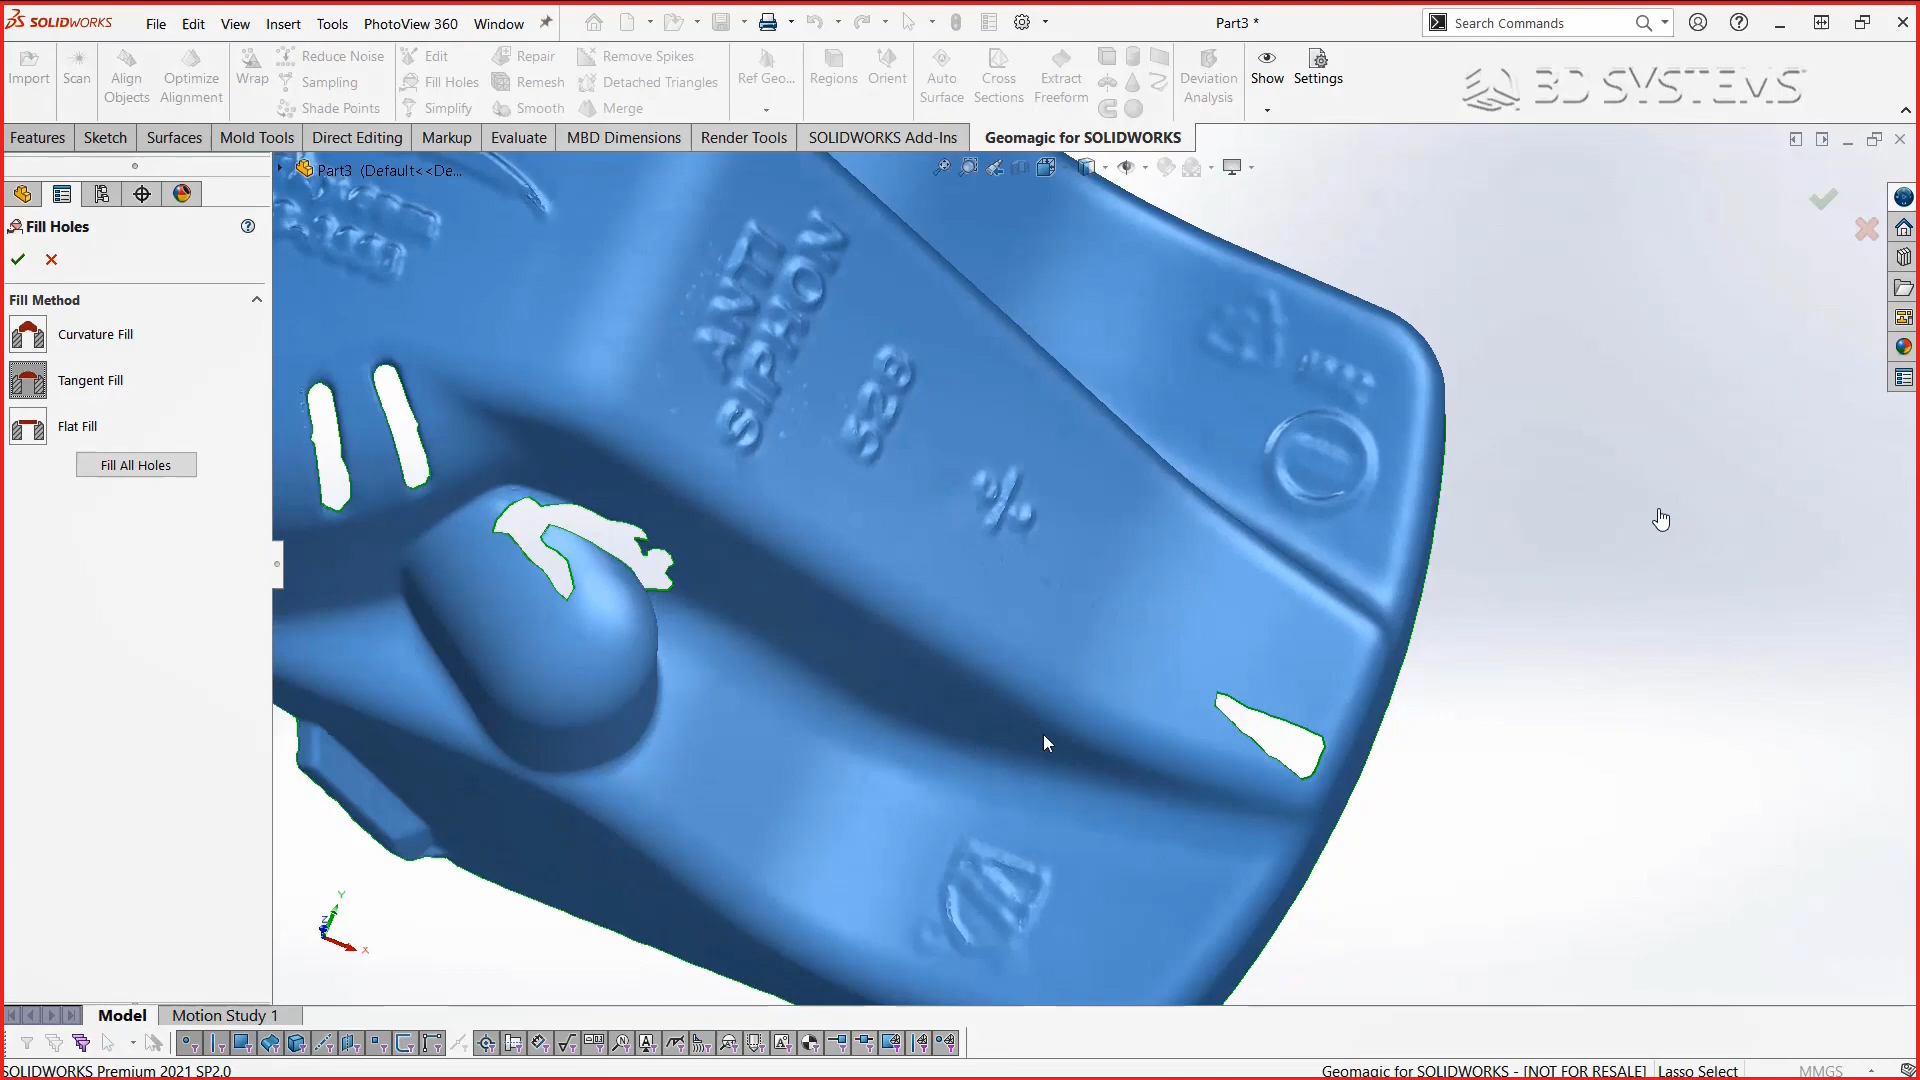 SOLIDWORKS File Edit View Insert Tools PhotoView 360 Window Part3 * Search Commands
Import Scan Align Objects Optimize Alignment Wrap Reduce Noise Sampling Shade Points Edit Fill Holes Simplify Repair Remesh Smooth Remove Spikes Detached Triangles Merge Ref Geo... Regions Orient Auto Surface Cross Sections Extract Freeform Deviation Analysis Show Settings 3D SYSTEMS
Features Sketch Surfaces Mold Tools Direct Editing Markup Evaluate MBD Dimensions Render Tools SOLIDWORKS Add-Ins Geomagic for SOLIDWORKS
Part3 (Default<<De...
Fill Holes
Fill Method
Curvature Fill
Tangent Fill
Flat Fill
Fill All Holes
ANTI
SIPHON
528
Y
Z
X
Model Motion Study 1
SOLIDWORKS Premium 2021 SP2.0 Geomagic for SOLIDWORKS - [NOT FOR RESALE] Lasso Select MMGS